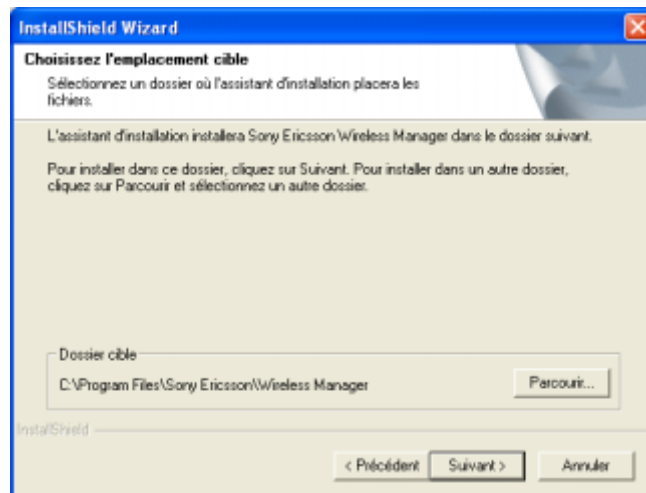 InstallShield Wizard
Choisissez l'emplacement cible
Sélectionnez un dossier où l'assistant d'installation placera les
fichiers.
L'assistant d'installation installera Sony Ericsson Wireless Manager dans le dossier suivant.
Pour installer dans ce dossier, cliquez sur Suivant. Pour installer dans un autre dossier,
cliquez sur Parcourir et sélectionnez un autre dossier.
Dossier cible
C:\Program Files\Sony Ericsson\Wireless Manager
Parcourir...
InstallShield
< Précédent
Suivant >
Annuler